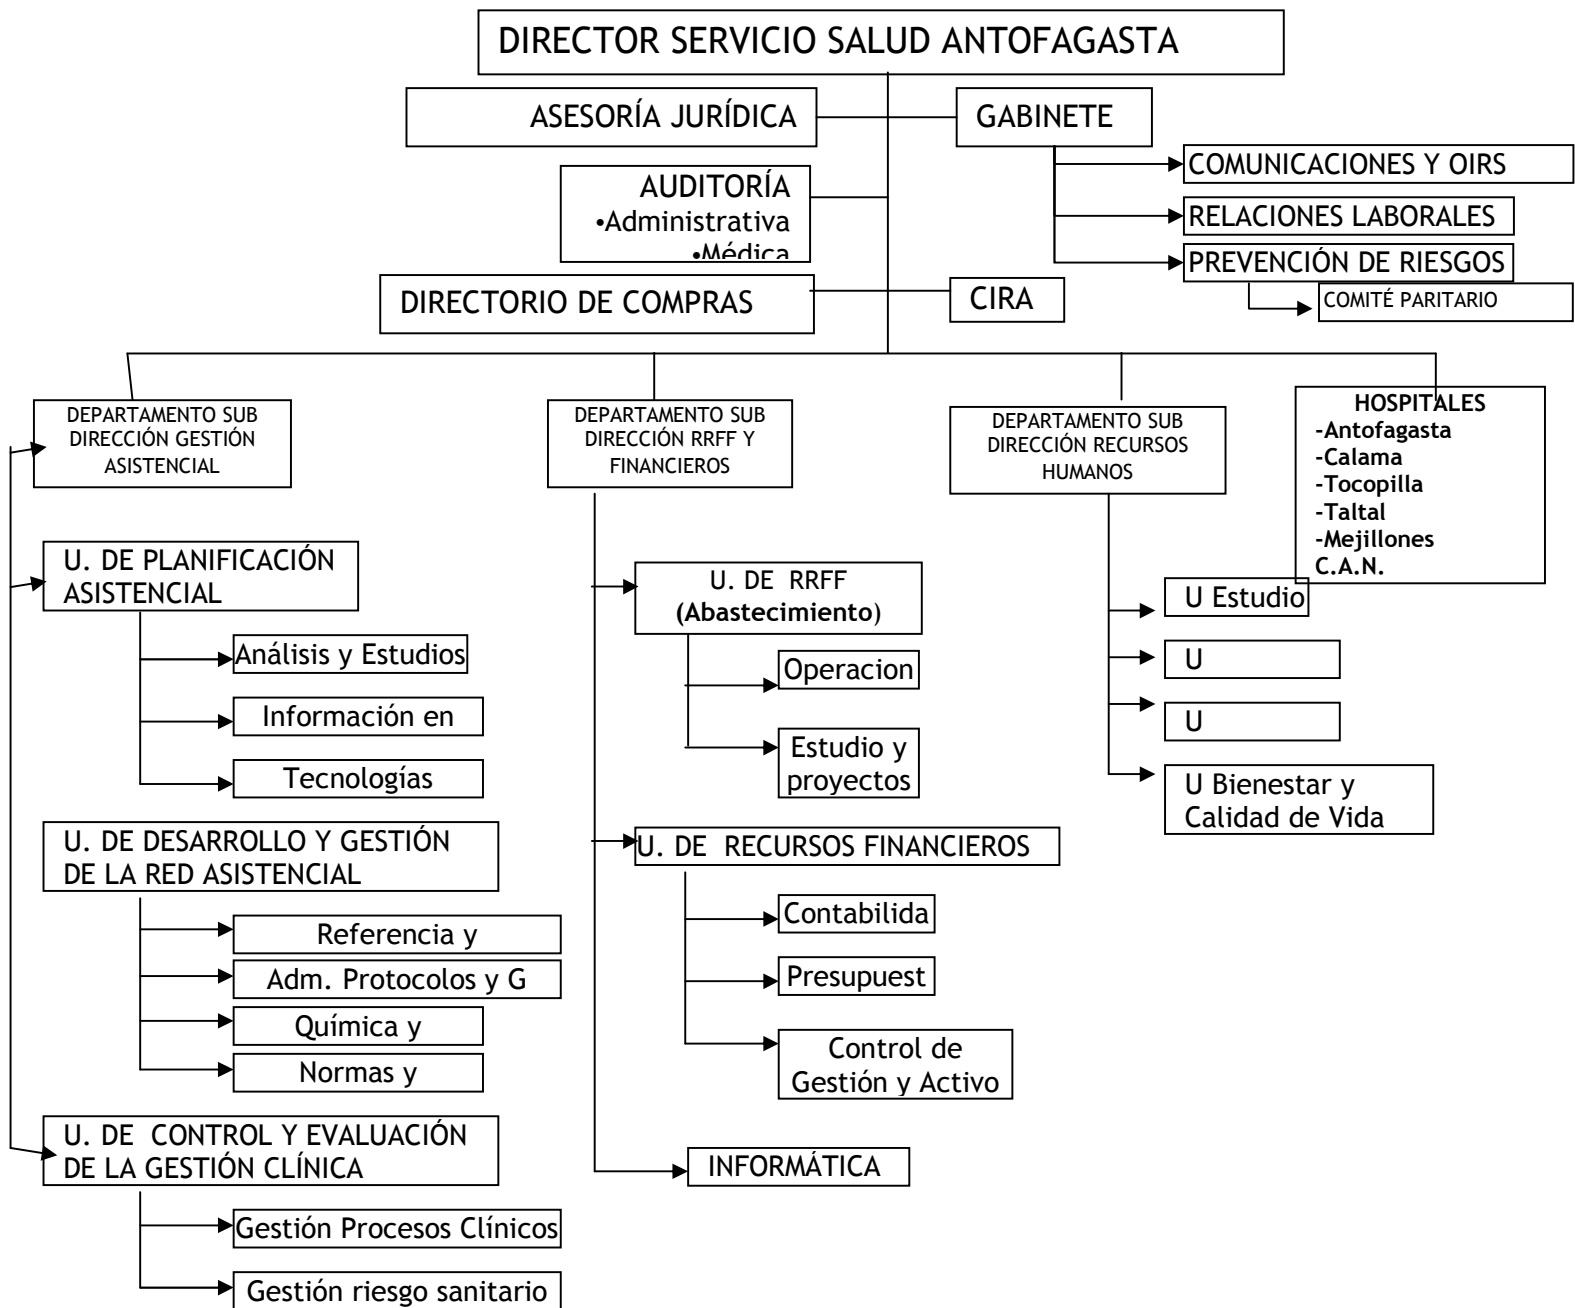 DIRECTOR SERVICIO SALUD ANTOFAGASTA
ASESORÍA JURÍDICA
GABINETE
COMUNICACIONES Y OIRS
RELACIONES LABORALES
PREVENCIÓN DE RIESGOS
COMITÉ PARITARIO
AUDITORÍA
•Administrativa
•Médica
DIRECTORIO DE COMPRAS
CIRA
DEPARTAMENTO SUB
DIRECCIÓN GESTIÓN
ASISTENCIAL
U. DE PLANIFICACIÓN
ASISTENCIAL
Análisis y Estudios
Información en
Tecnologías
U. DE DESARROLLO Y GESTIÓN
DE LA RED ASISTENCIAL
Referencia y
Adm. Protocolos y G
Química y
Normas y
U. DE CONTROL Y EVALUACIÓN
DE LA GESTIÓN CLÍNICA
Gestión Procesos Clínicos
Gestión riesgo sanitario
DEPARTAMENTO SUB
DIRECCIÓN RRFF Y
FINANCIEROS
U. DE RRFF
(Abastecimiento)
Operacion
Estudio y
proyectos
U. DE RECURSOS FINANCIEROS
Contabilida
Presupuest
Control de
Gestión y Activo
INFORMÁTICA
DEPARTAMENTO SUB
DIRECCIÓN RECURSOS
HUMANOS
U Estudio
U
U
U Bienestar y
Calidad de Vida
HOSPITALES
-Antofagasta
-Calama
-Tocopilla
-Taltal
-Mejillones
C.A.N.